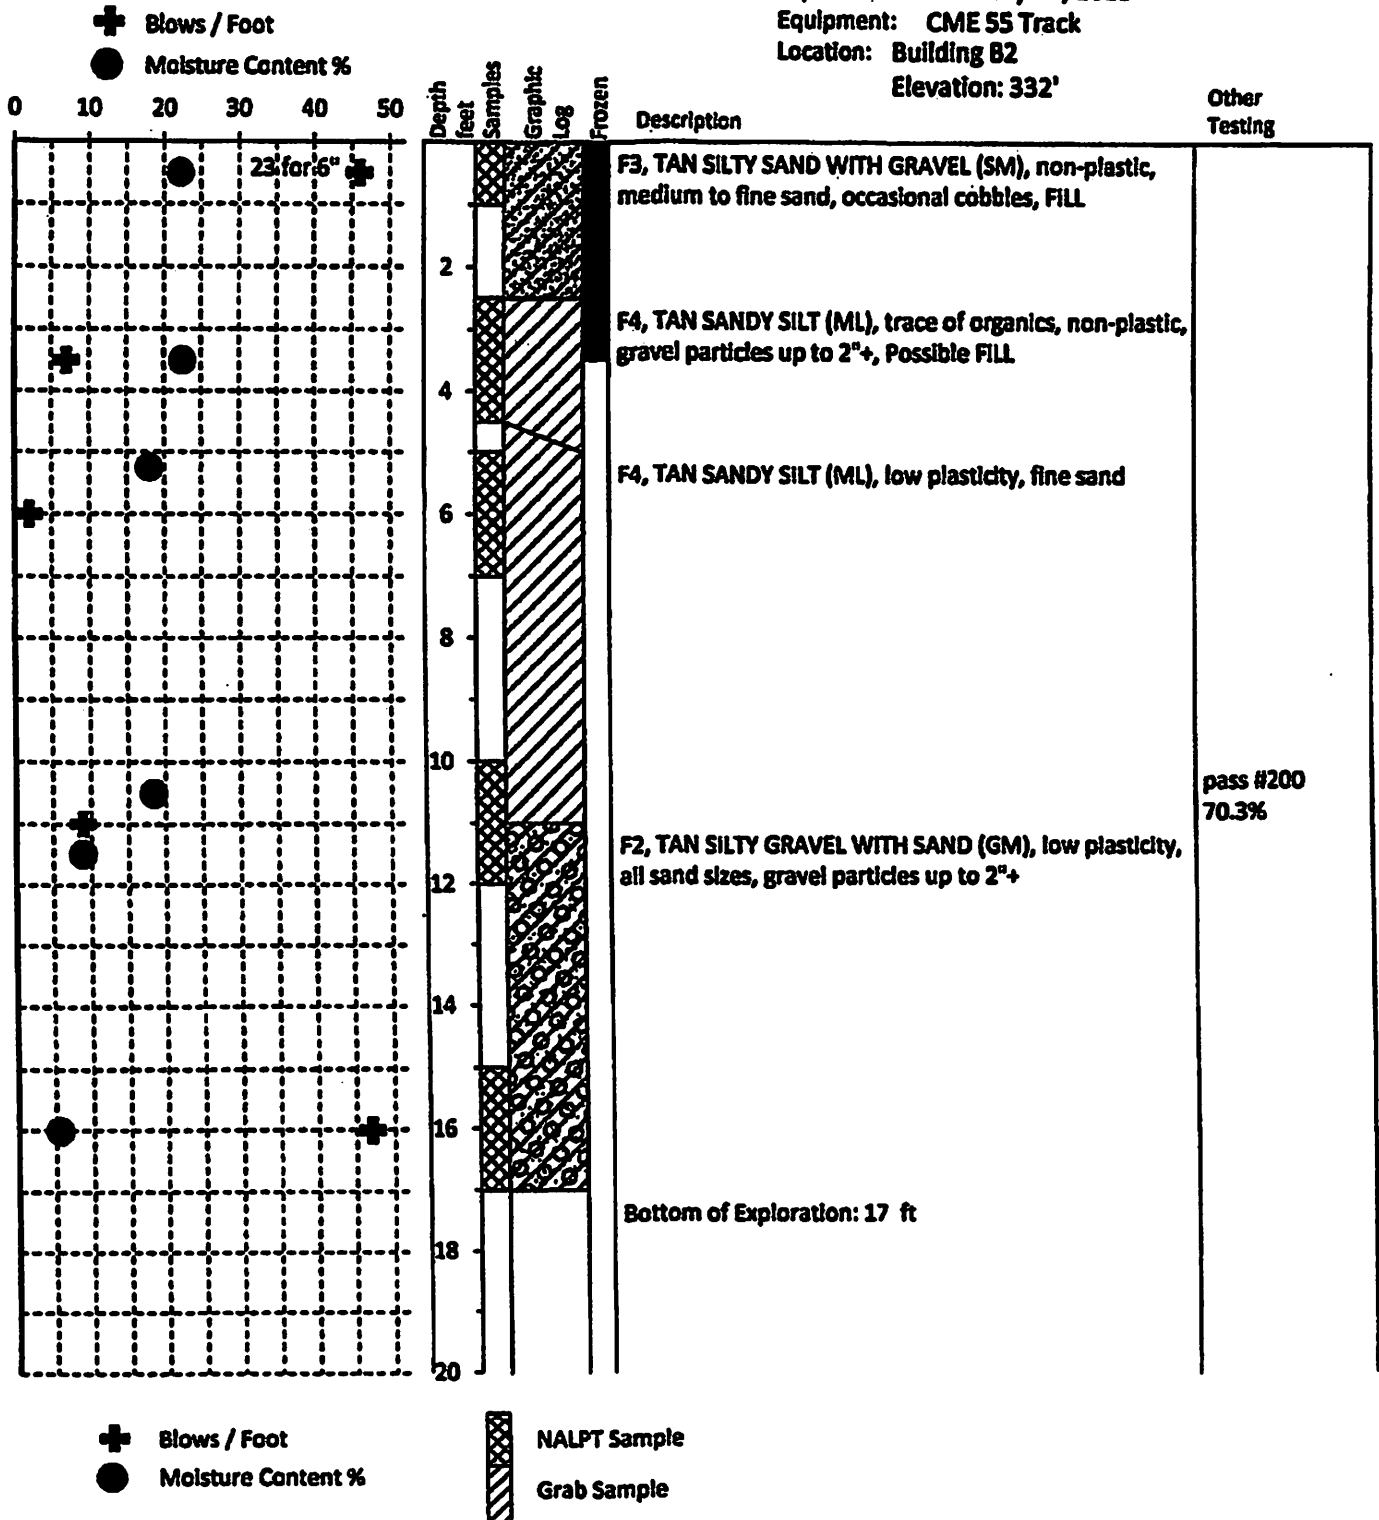 Blows / Foot
Moisture Content %
Equipment: CME 55 Track
Location: Building B2
Elevation: 332'
0 10 20 30 40 50
Depth feet
Samples
Graphic Log
Frozen
Description
Other
Testing
23 for 6"
F3, TAN SILTY SAND WITH GRAVEL (SM), non-plastic,
medium to fine sand, occasional cobbles, FILL
2
F4, TAN SANDY SILT (ML), trace of organics, non-plastic,
gravel particles up to 2"+, Possible FILL
4
F4, TAN SANDY SILT (ML), low plasticity, fine sand
6
8
10
pass #200
70.3%
F2, TAN SILTY GRAVEL WITH SAND (GM), low plasticity,
all sand sizes, gravel particles up to 2"+
12
14
16
Bottom of Exploration: 17 ft
18
20
Blows / Foot
Moisture Content %
NALPT Sample
Grab Sample